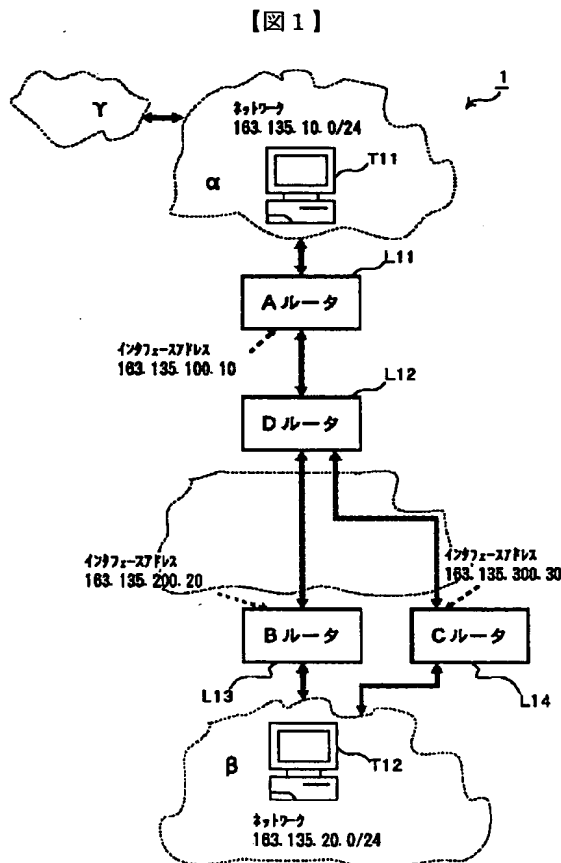 【図1】
1
γ
ネットワーク
163.135.10.0/24
T11
α
L11
Aルータ
インタフェースアドレス
163.135.100.10
L12
Dルータ
インタフェースアドレス
163.135.200.20
インタフェースアドレス
163.135.300.30
Bルータ
Cルータ
L13
L14
β
T12
ネットワーク
163.135.20.0/24